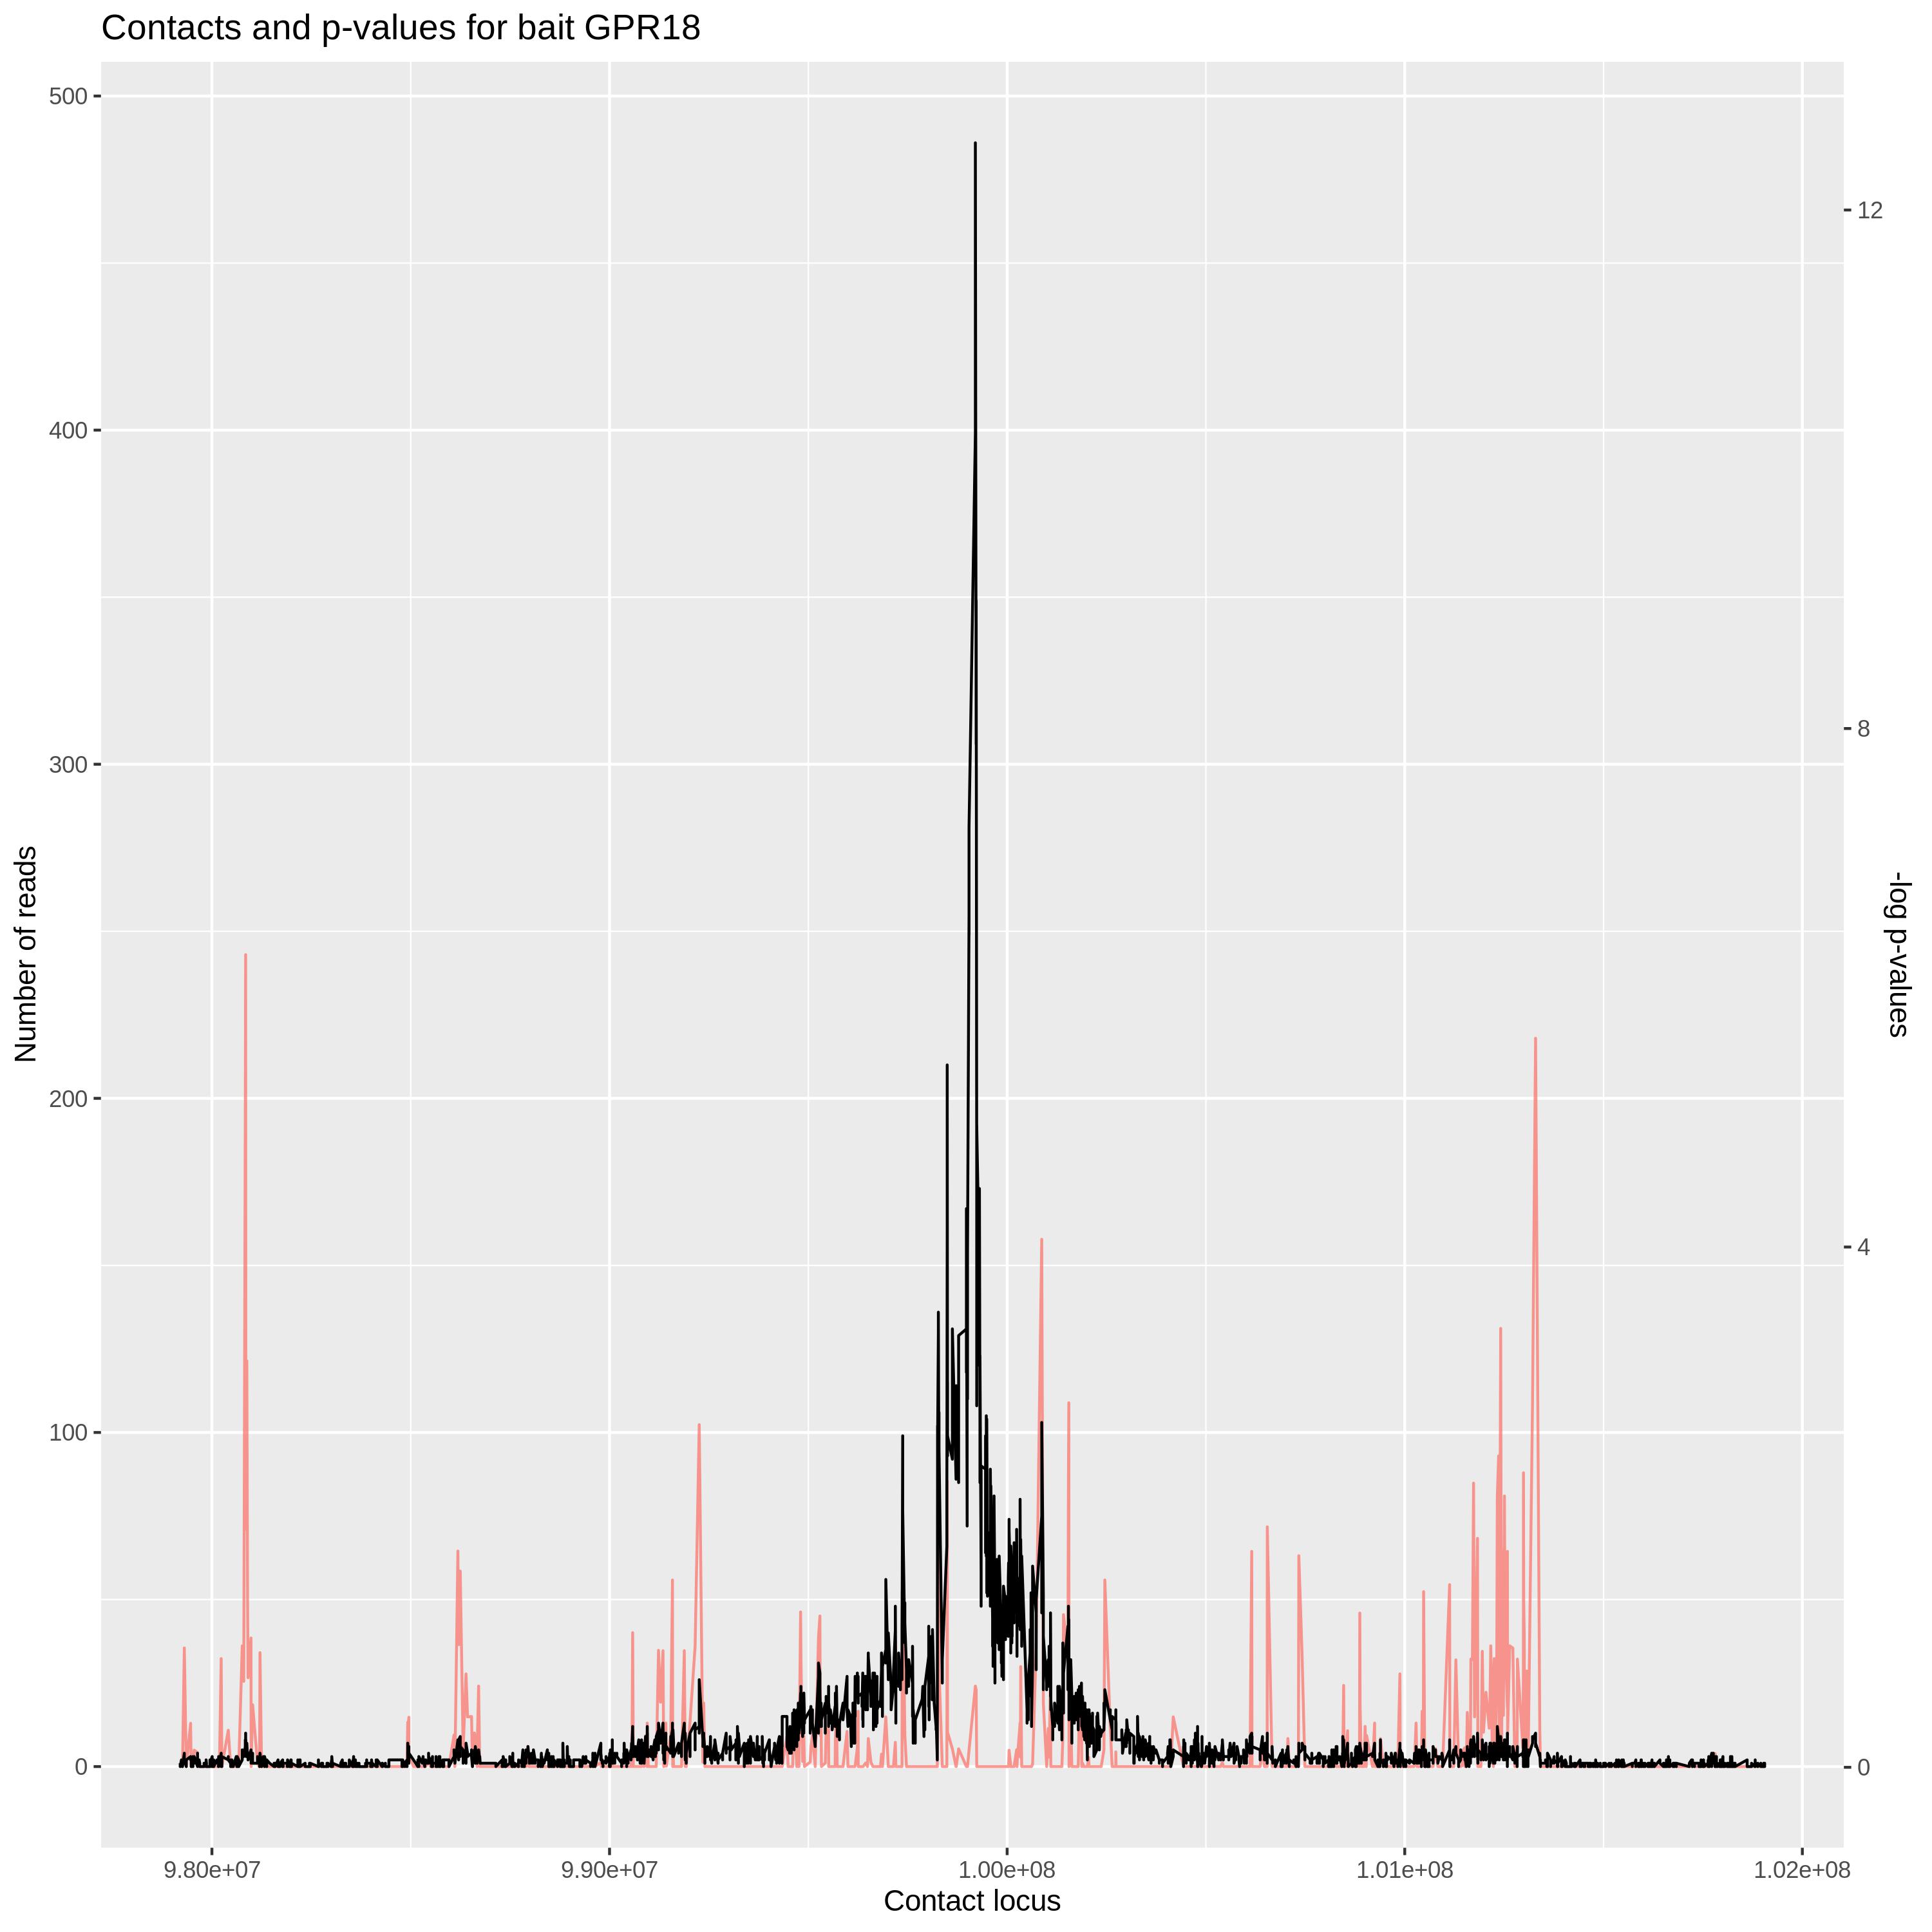 Contacts and p-values for bait GPR18
500
400
300
200
100
0
Number of reads
12
8
4
0
-log p-values
9.80e+07
9.90e+07
1.00e+08
1.01e+08
1.02e+08
Contact locus